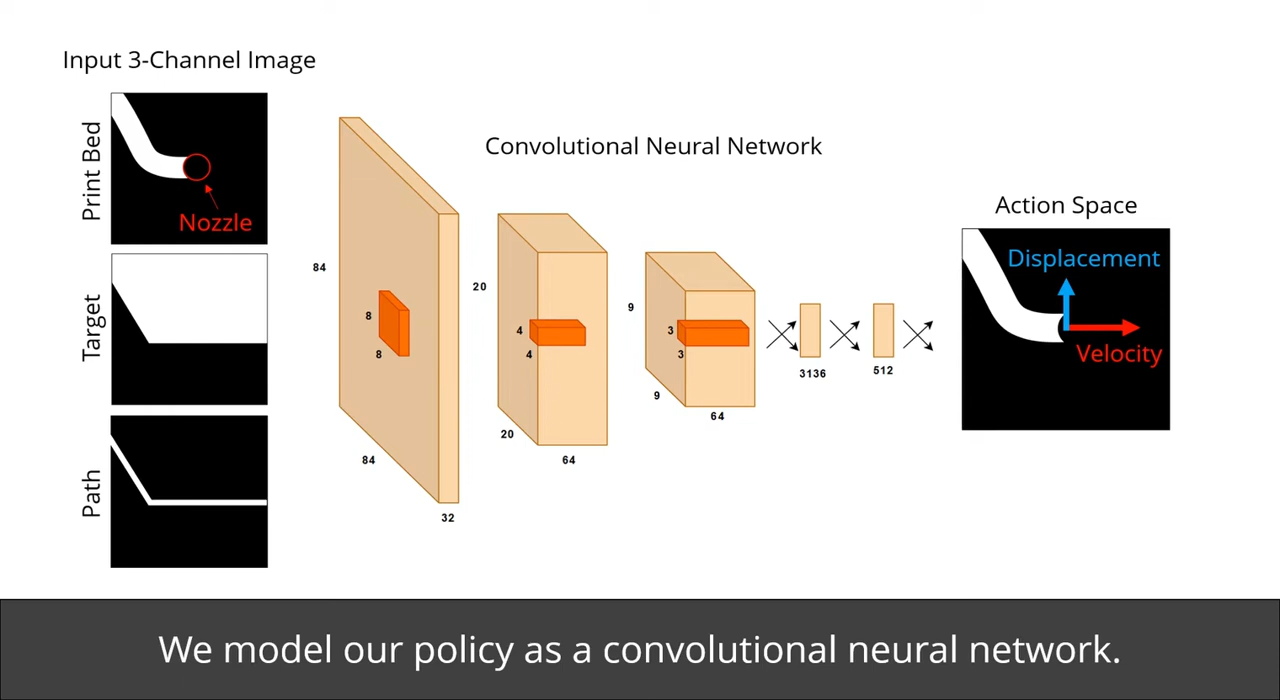 Input 3-Channel Image
Print Bed
Nozzle
Target
Path
Convolutional Neural Network
84
8
8
84
32
20
4
4
20
64
9
3
3
9
64
3136
512
Action Space
Displacement
Velocity
We model our policy as a convolutional neural network.